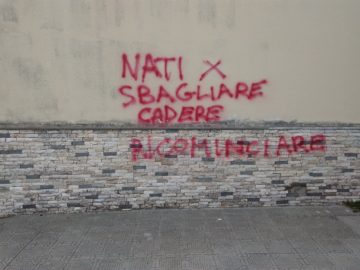 NATI X
SBAGLIARE
CADERE
RICOMINCIARE